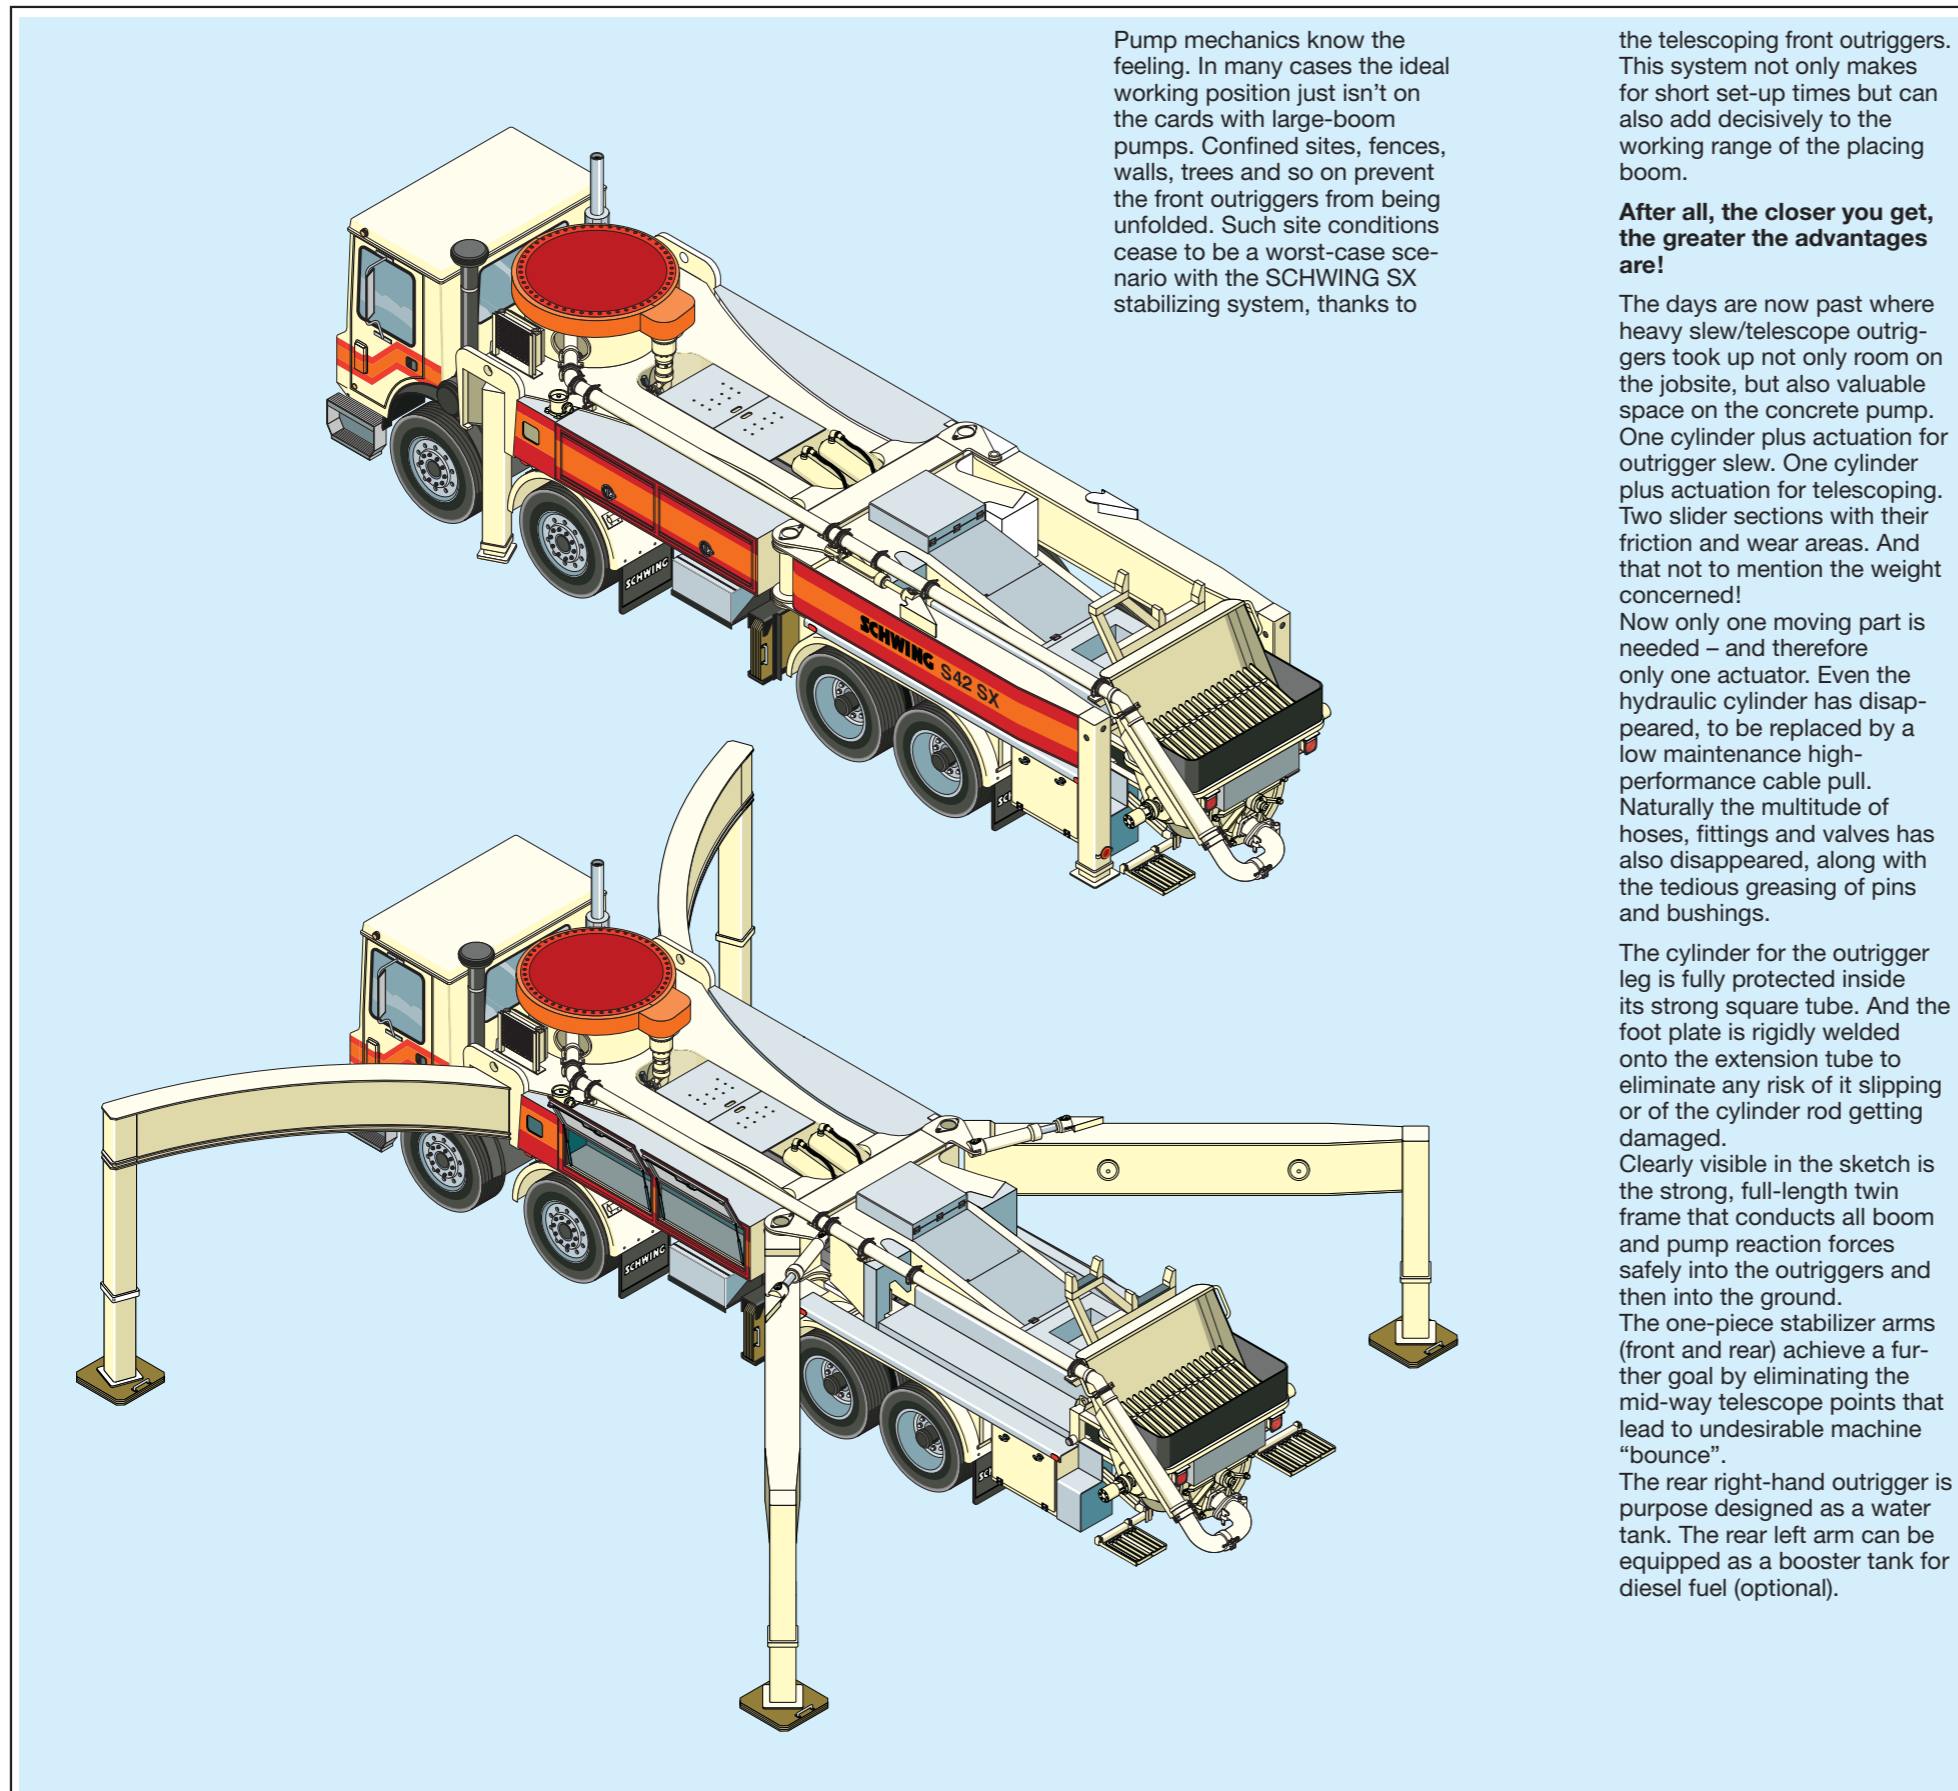 Pump mechanics know the
feeling. In many cases the ideal
working position just isn’t on
the cards with large-boom
pumps. Confined sites, fences,
walls, trees and so on prevent
the front outriggers from being
unfolded. Such site conditions
cease to be a worst-case sce-
nario with the SCHWING SX
stabilizing system, thanks to
the telescoping front outriggers.
This system not only makes
for short set-up times but can
also add decisively to the
working range of the placing
boom.
After all, the closer you get,
the greater the advantages
are!
The days are now past where
heavy slew/telescope outrig-
gers took up not only room on
the jobsite, but also valuable
space on the concrete pump.
One cylinder plus actuation for
outrigger slew. One cylinder
plus actuation for telescoping.
Two slider sections with their
friction and wear areas. And
that not to mention the weight
concerned!
Now only one moving part is
needed – and therefore
only one actuator. Even the
hydraulic cylinder has disap-
peared, to be replaced by a
low maintenance high-
performance cable pull.
Naturally the multitude of
hoses, fittings and valves has
also disappeared, along with
the tedious greasing of pins
and bushings.
The cylinder for the outrigger
leg is fully protected inside
its strong square tube. And the
foot plate is rigidly welded
onto the extension tube to
eliminate any risk of it slipping
or of the cylinder rod getting
damaged.
Clearly visible in the sketch is
the strong, full-length twin
frame that conducts all boom
and pump reaction forces
safely into the outriggers and
then into the ground.
The one-piece stabilizer arms
(front and rear) achieve a fur-
ther goal by eliminating the
mid-way telescope points that
lead to undesirable machine
“bounce”.
The rear right-hand outrigger is
purpose designed as a water
tank. The rear left arm can be
equipped as a booster tank for
diesel fuel (optional).
SCHWING
SCHWING S42 SX
SC
SCHWING
SC